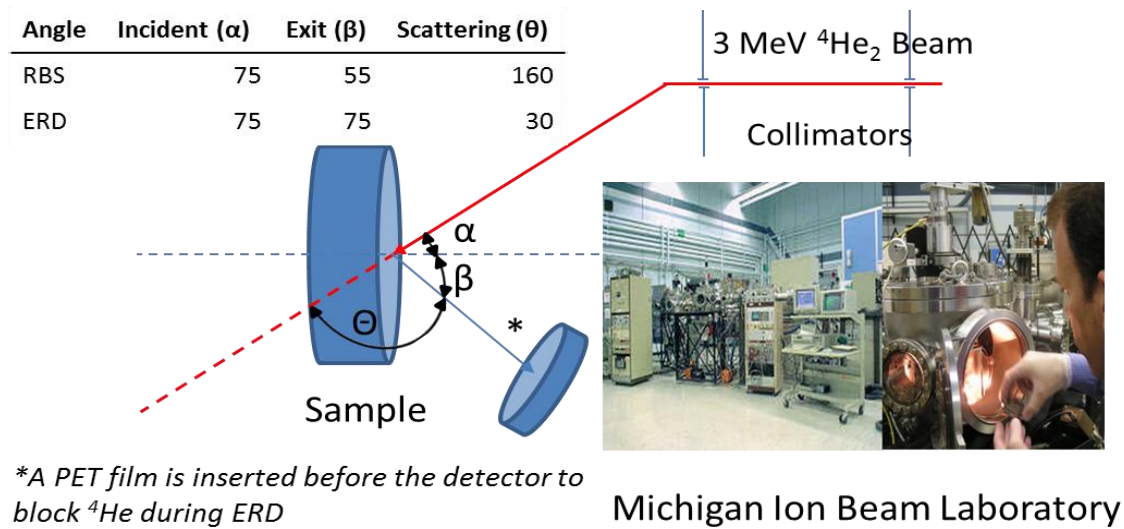 Angle Incident (α) Exit (β) Scattering (θ)
RBS 75 55 160
ERD 75 75 30
3 MeV ⁴He₂ Beam
Collimators
α
β
Θ
*
Sample
*A PET film is inserted before the detector to
block ⁴He during ERD
Michigan Ion Beam Laboratory